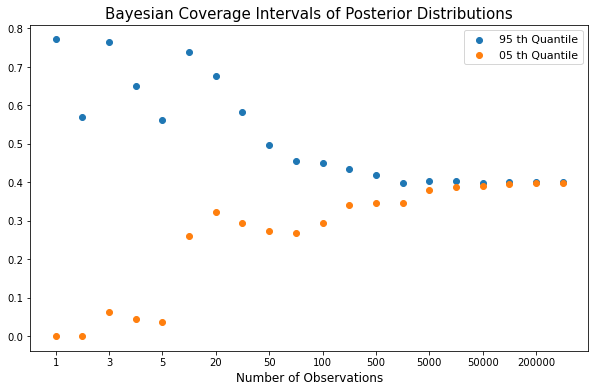 Bayesian Coverage Intervals of Posterior Distributions
95 th Quantile
05 th Quantile
0.8
0.7
0.6
0.5
0.4
0.3
0.2
0.1
0.0
1 3 5 20 50 100 500 5000 50000 200000
Number of Observations